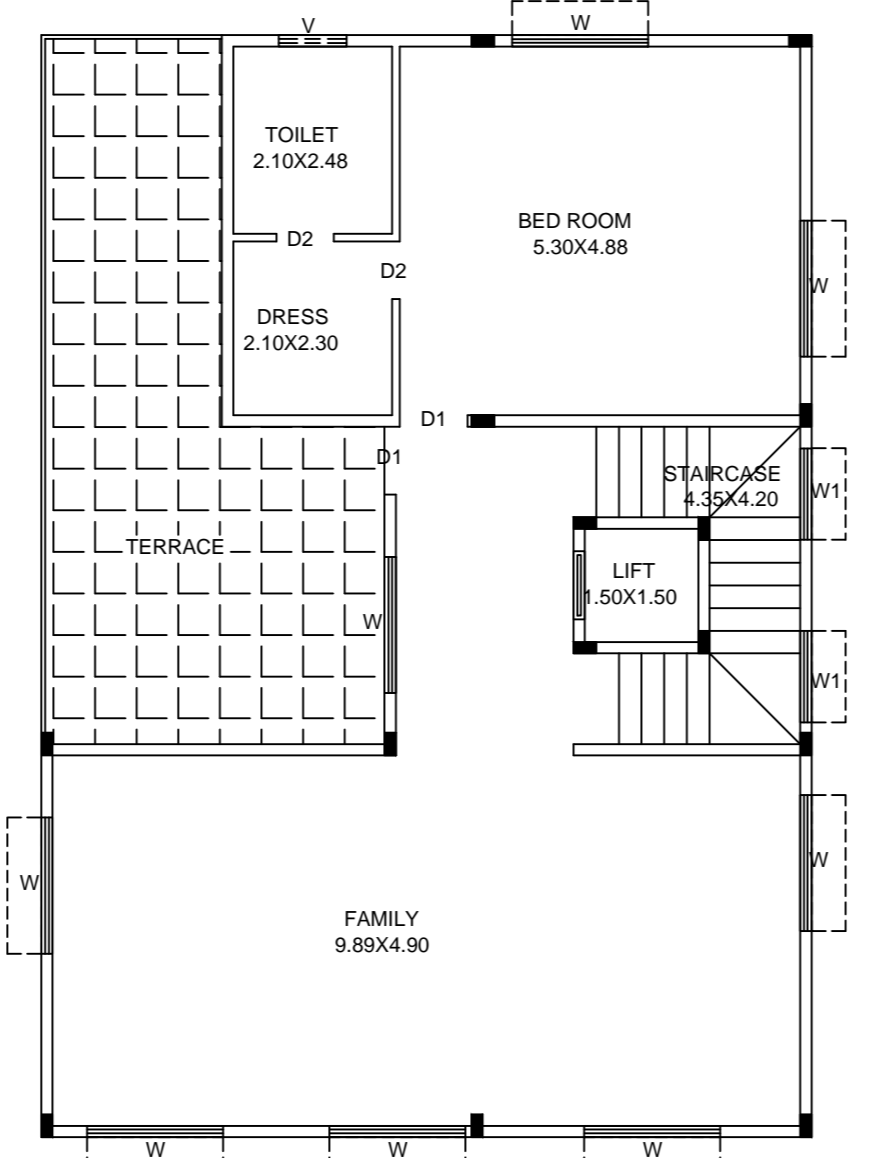 V
W
TOILET
2.10X2.48
BED ROOM
5.30X4.88
D2
D2
W
DRESS
2.10X2.30
D1
D1
STAIRCASE
4.35X4.20
W1
TERRACE
LIFT
1.50X1.50
W
W1
W
W
FAMILY
9.89X4.90
W
W
W